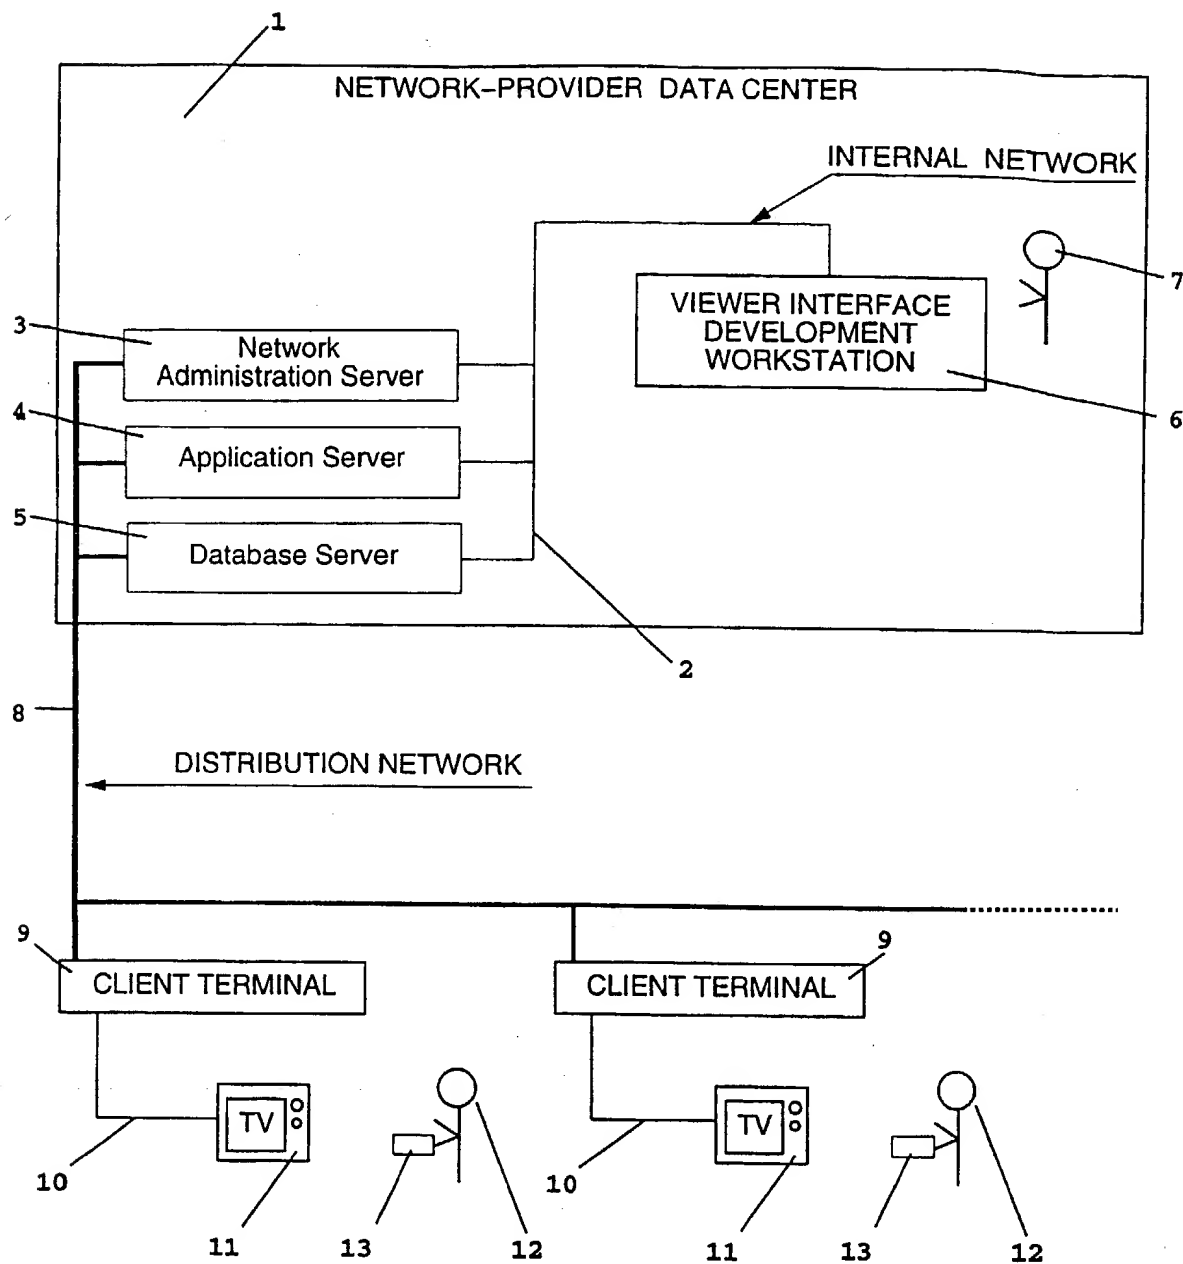 1
NETWORK-PROVIDER DATA CENTER
INTERNAL NETWORK
7
VIEWER INTERFACE
DEVELOPMENT
WORKSTATION
6
3
Network
Administration Server
4
Application Server
5
Database Server
2
8
DISTRIBUTION NETWORK
9
CLIENT TERMINAL
9
CLIENT TERMINAL
TV
TV
10
11
13
12
10
11
13
12